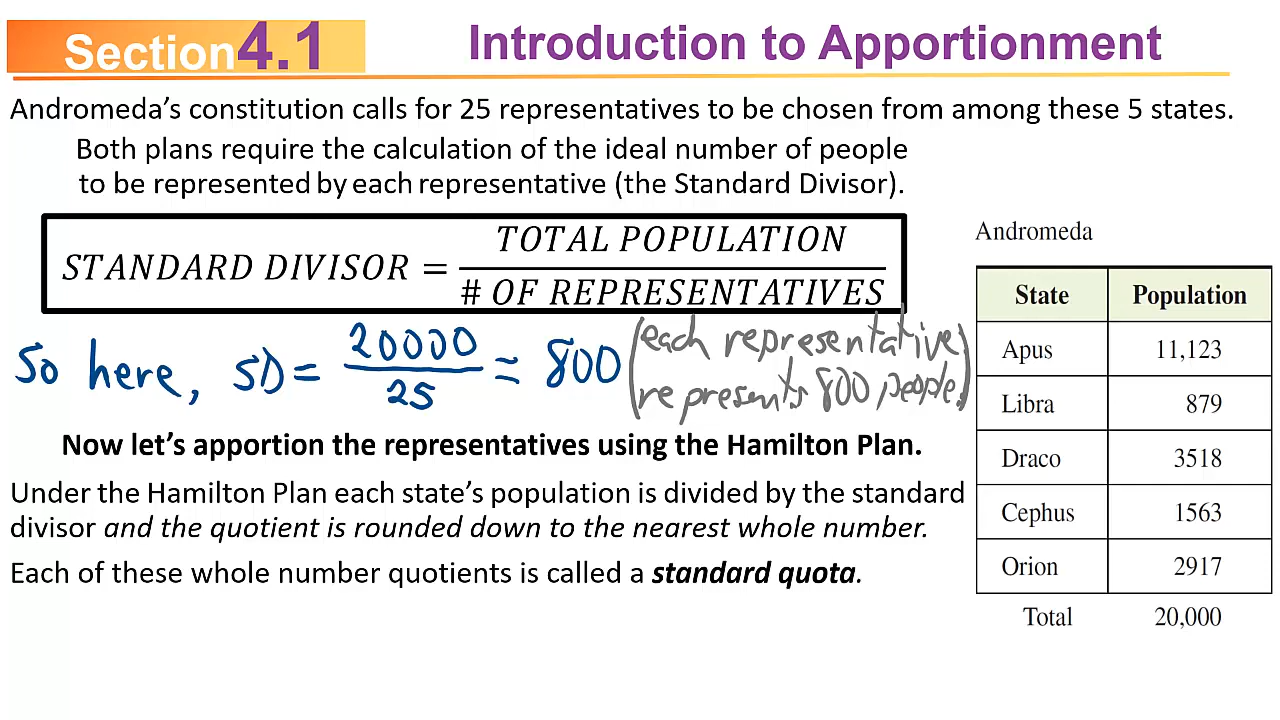 Section 4.1
Introduction to Apportionment
Andromeda's constitution calls for 25 representatives to be chosen from among these 5 states.
Both plans require the calculation of the ideal number of people
to be represented by each representative (the Standard Divisor).
STANDARD DIVISOR = TOTAL POPULATION / # OF REPRESENTATIVES
So here, SD = 20000 / 25 = 800 (each representative
represents 800 people.)
Now let's apportion the representatives using the Hamilton Plan.
Under the Hamilton Plan each state's population is divided by the standard
divisor and the quotient is rounded down to the nearest whole number.
Each of these whole number quotients is called a standard quota.
Andromeda
State Population
Apus 11,123
Libra 879
Draco 3518
Cephus 1563
Orion 2917
Total 20,000